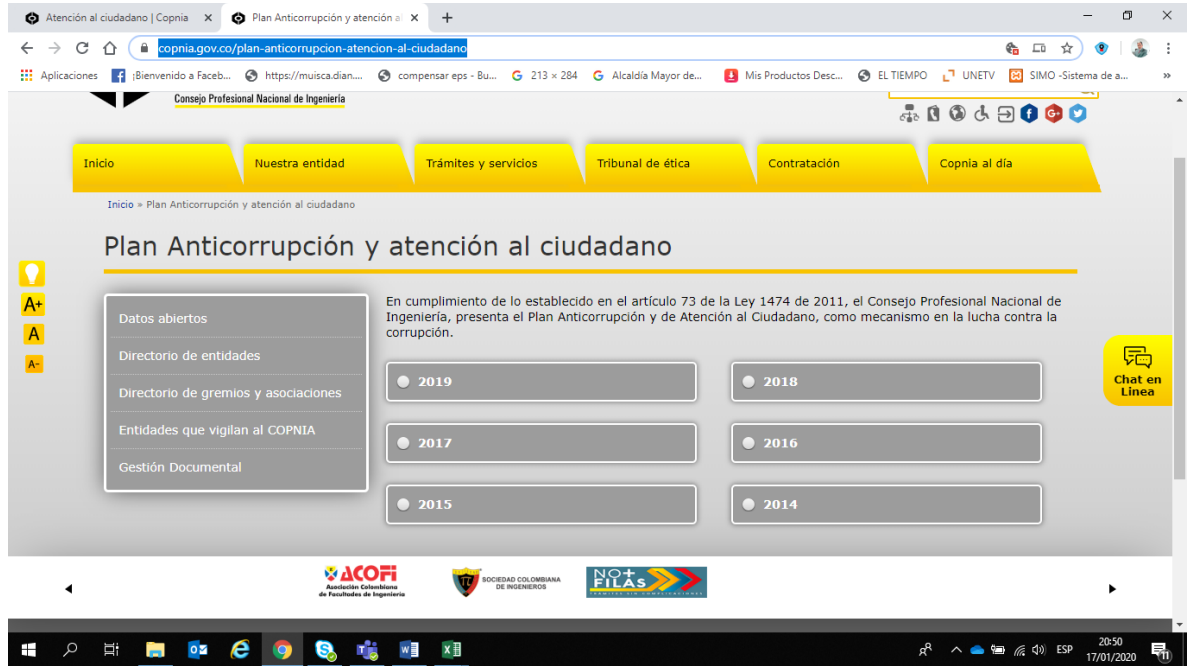 Atención al ciudadano | Copnia
Plan Anticorrupción y atención al
copnia.gov.co/plan-anticorrupcion-atencion-al-ciudadano
Aplicaciones
¡Bienvenido a Faceb...
https://muisca.dian....
compensar eps - Bu...
213 × 284
Alcaldía Mayor de...
Mis Productos Desc...
EL TIEMPO
UNETV
SIMO -Sistema de a...
»
Consejo Profesional Nacional de Ingeniería
Inicio
Nuestra entidad
Trámites y servicios
Tribunal de ética
Contratación
Copnia al día
Inicio » Plan Anticorrupción y atención al ciudadano
Plan Anticorrupción y atención al ciudadano
A+
A
A-
Datos abiertos
Directorio de entidades
Directorio de gremios y asociaciones
Entidades que vigilan al COPNIA
Gestión Documental
En cumplimiento de lo establecido en el artículo 73 de la Ley 1474 de 2011, el Consejo Profesional Nacional de
Ingeniería, presenta el Plan Anticorrupción y de Atención al Ciudadano, como mecanismo en la lucha contra la
corrupción.
2019
2018
2017
2016
2015
2014
Chat en
Linea
ACOFI
Asociación Colombiana
de Facultades de Ingeniería
SOCIEDAD COLOMBIANA
DE INGENIEROS
NO+
FILAS
TRÁMITES SIN COMPLICACIONES
ESP
20:50
17/01/2020